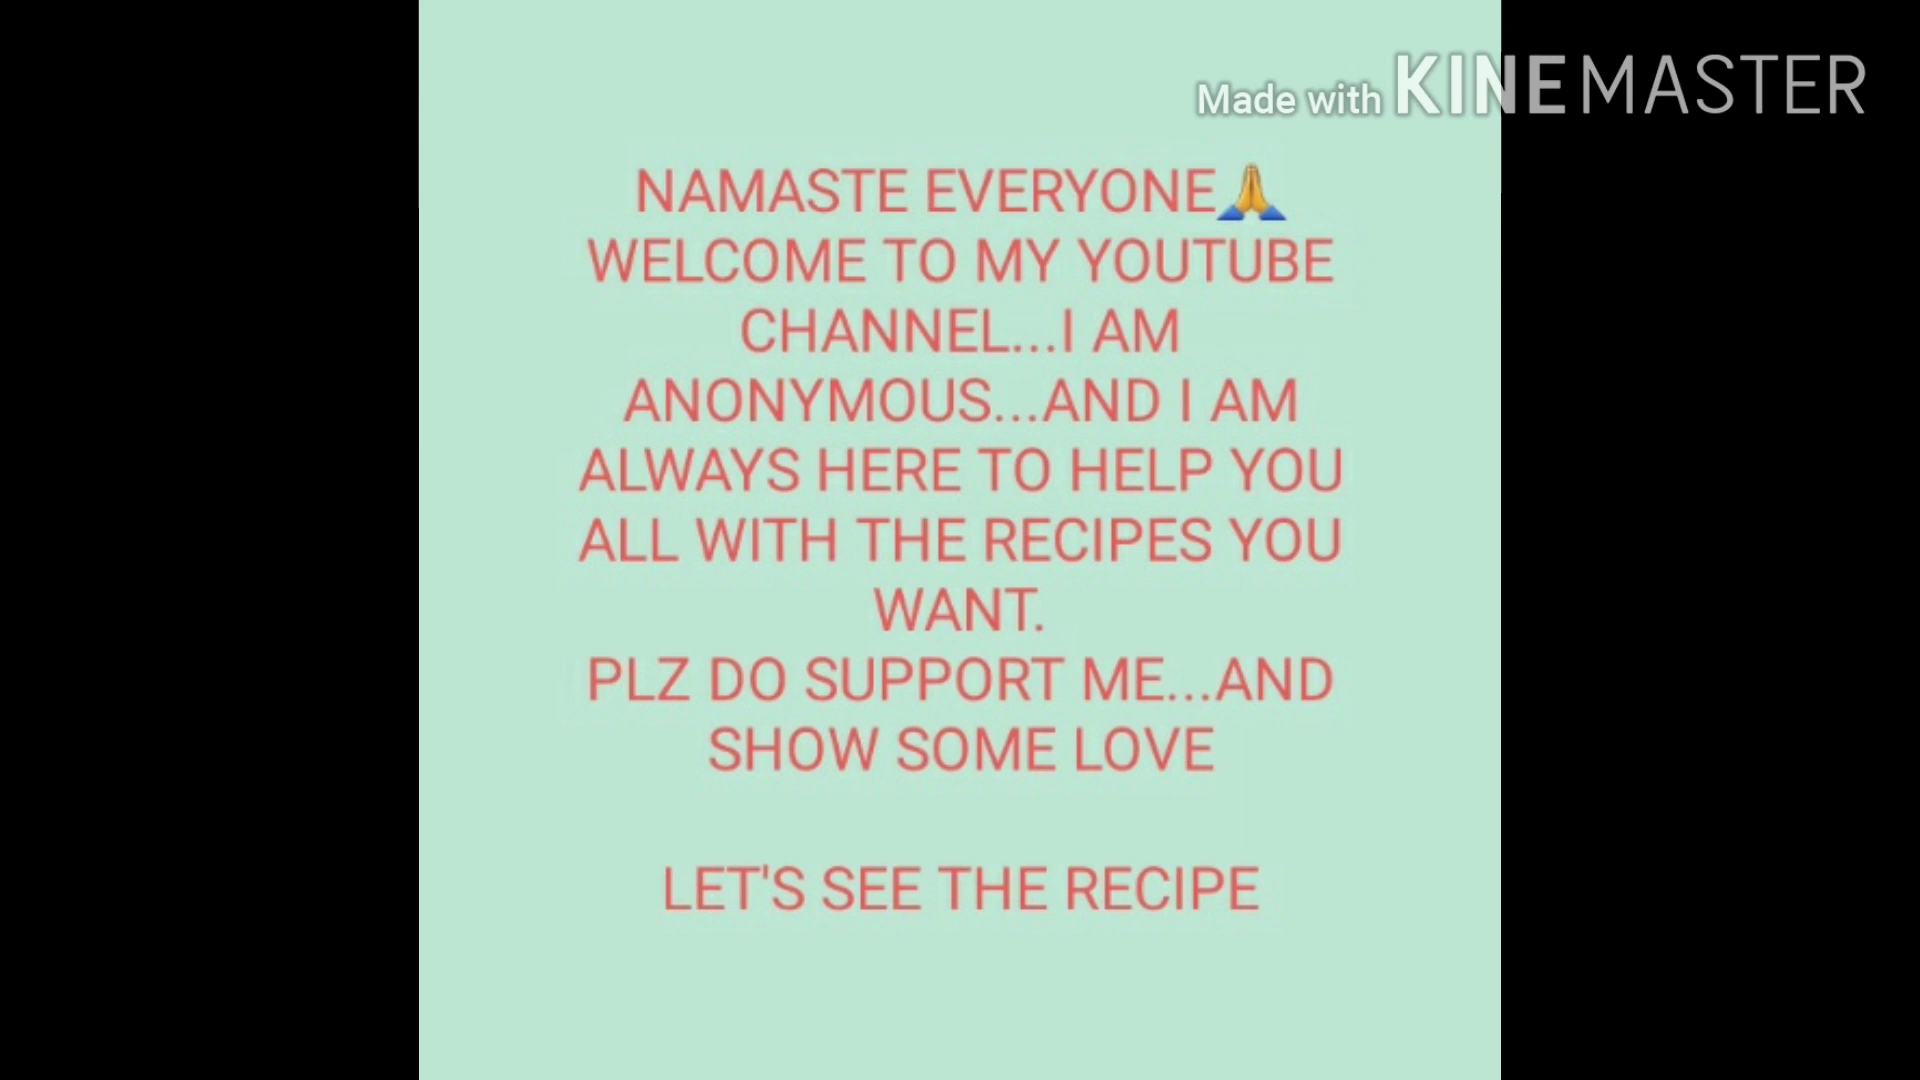 Made with KINEMASTER
NAMASTE EVERYONE🙏
WELCOME TO MY YOUTUBE
CHANNEL...I AM
ANONYMOUS...AND I AM
ALWAYS HERE TO HELP YOU
ALL WITH THE RECIPES YOU
WANT.
PLZ DO SUPPORT ME...AND
SHOW SOME LOVE
LET'S SEE THE RECIPE